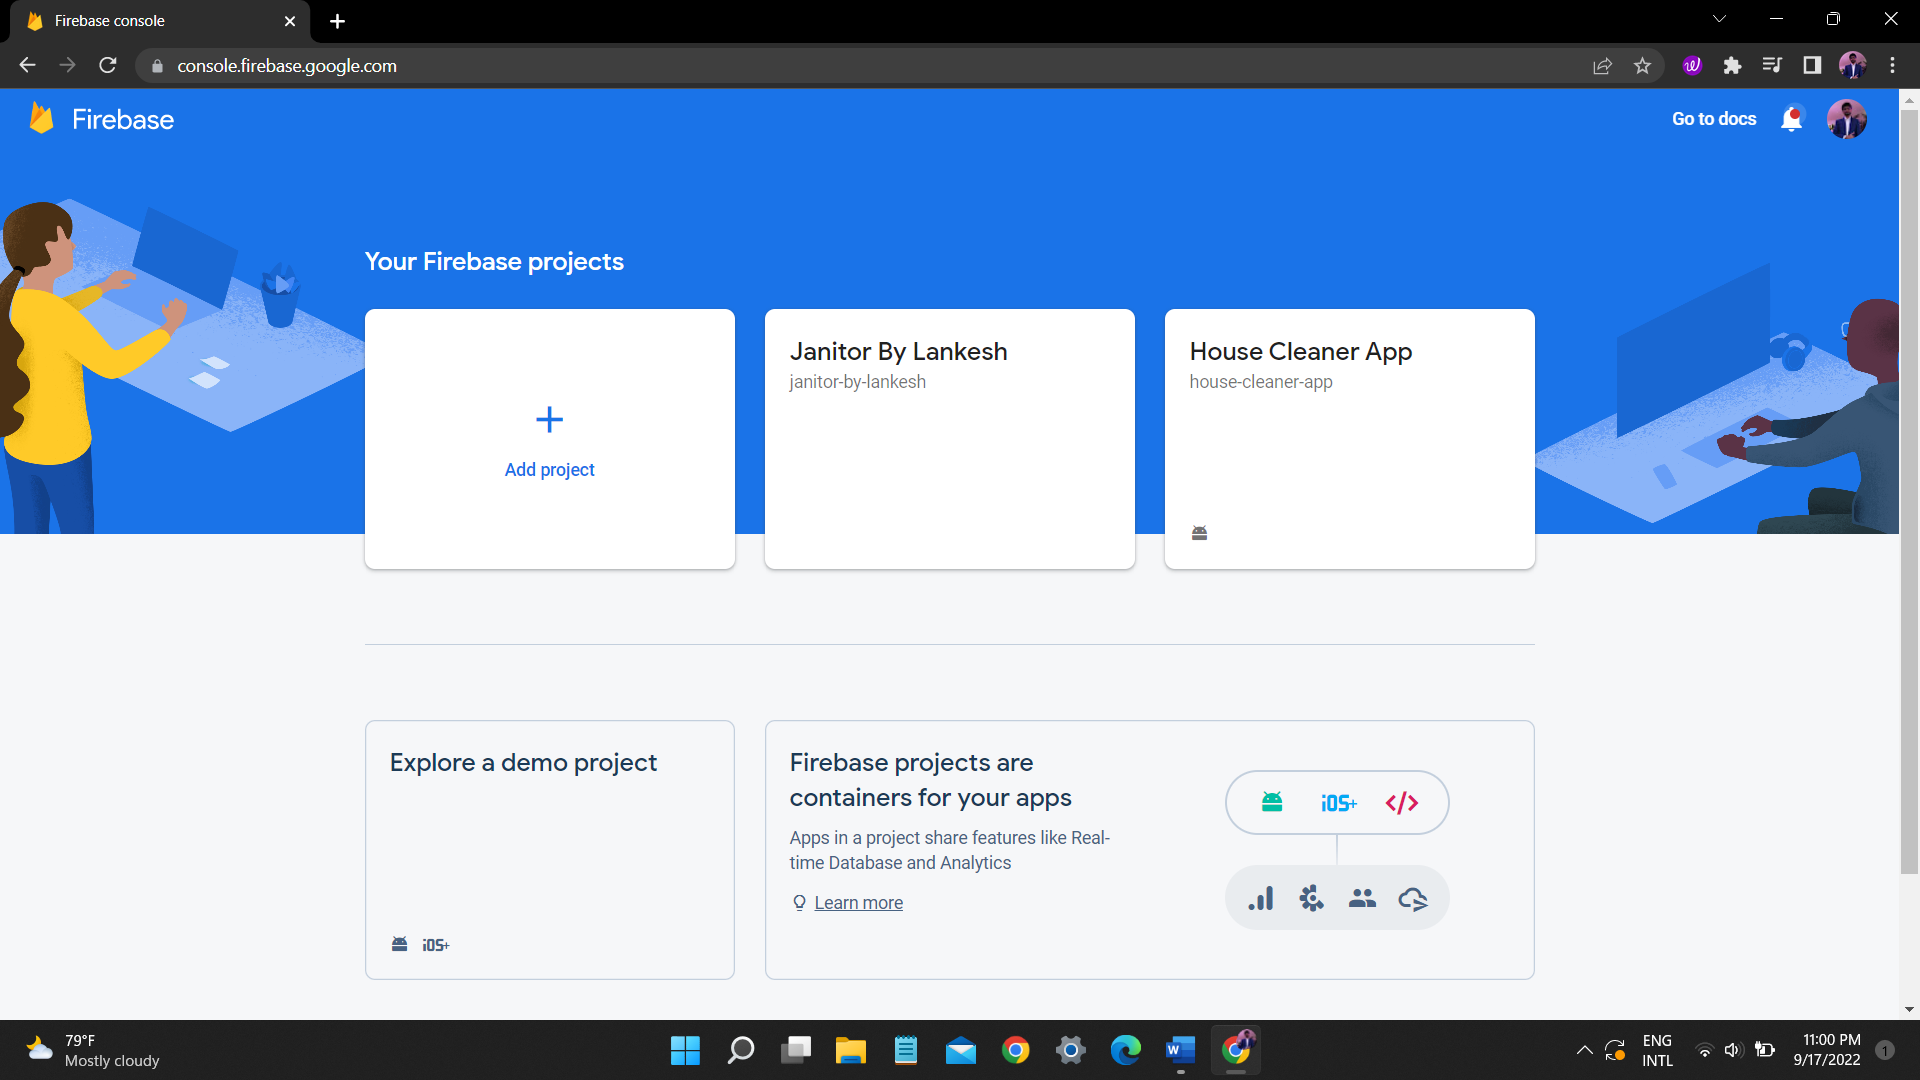 Firebase console
console.firebase.google.com
Firebase
Go to docs
Your Firebase projects
Add project
Janitor By Lankesh
janitor-by-lankesh
House Cleaner App
house-cleaner-app
Explore a demo project
iOS+
Firebase projects are
containers for your apps
Apps in a project share features like Real-
time Database and Analytics
Learn more
iOS+
79°F
Mostly cloudy
W
ENG
INTL
11:00 PM
9/17/2022
1